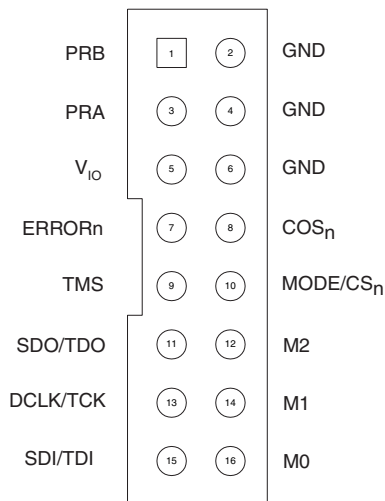 PRB 1 2 GND
PRA 3 4 GND
VIO 5 6 GND
ERRORn 7 8 COSn
TMS 9 10 MODE/CSn
SDO/TDO 11 12 M2
DCLK/TCK 13 14 M1
SDI/TDI 15 16 M0